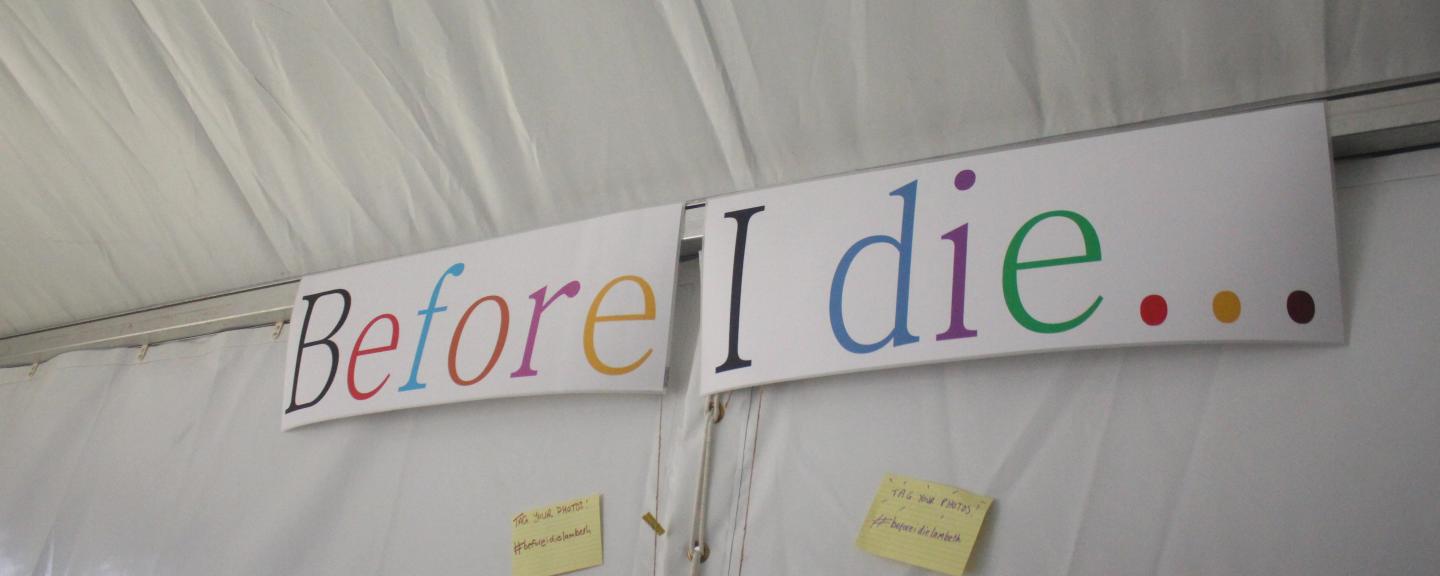 Before I die...
TAG YOUR PHOTOS!
#beforeidielambeth
TAG YOUR PHOTOS
#beforeidielambeth